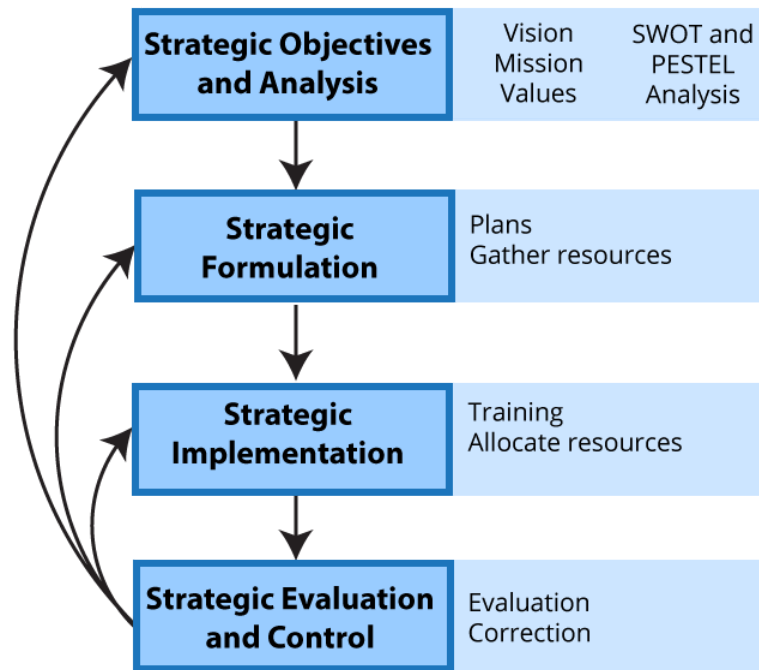 Strategic Objectives
and Analysis
Vision
Mission
Values
SWOT and
PESTEL
Analysis
Strategic
Formulation
Plans
Gather resources
Strategic
Implementation
Training
Allocate resources
Strategic Evaluation
and Control
Evaluation
Correction